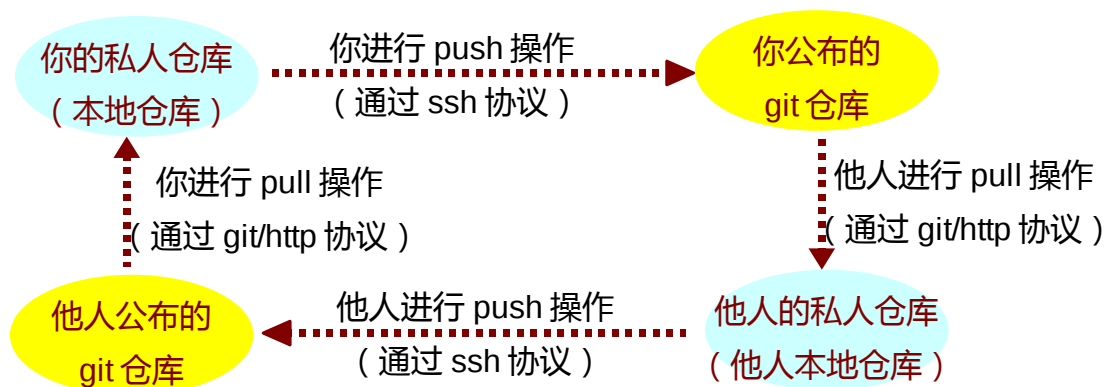 你的私人仓库
（本地仓库）
你进行 push 操作
（通过 ssh 协议）
你公布的
git 仓库
你进行 pull 操作
（通过 git/http 协议）
他人进行 pull 操作
（通过 git/http 协议）
他人公布的
git 仓库
他人进行 push 操作
（通过 ssh 协议）
他人的私人仓库
（他人本地仓库）